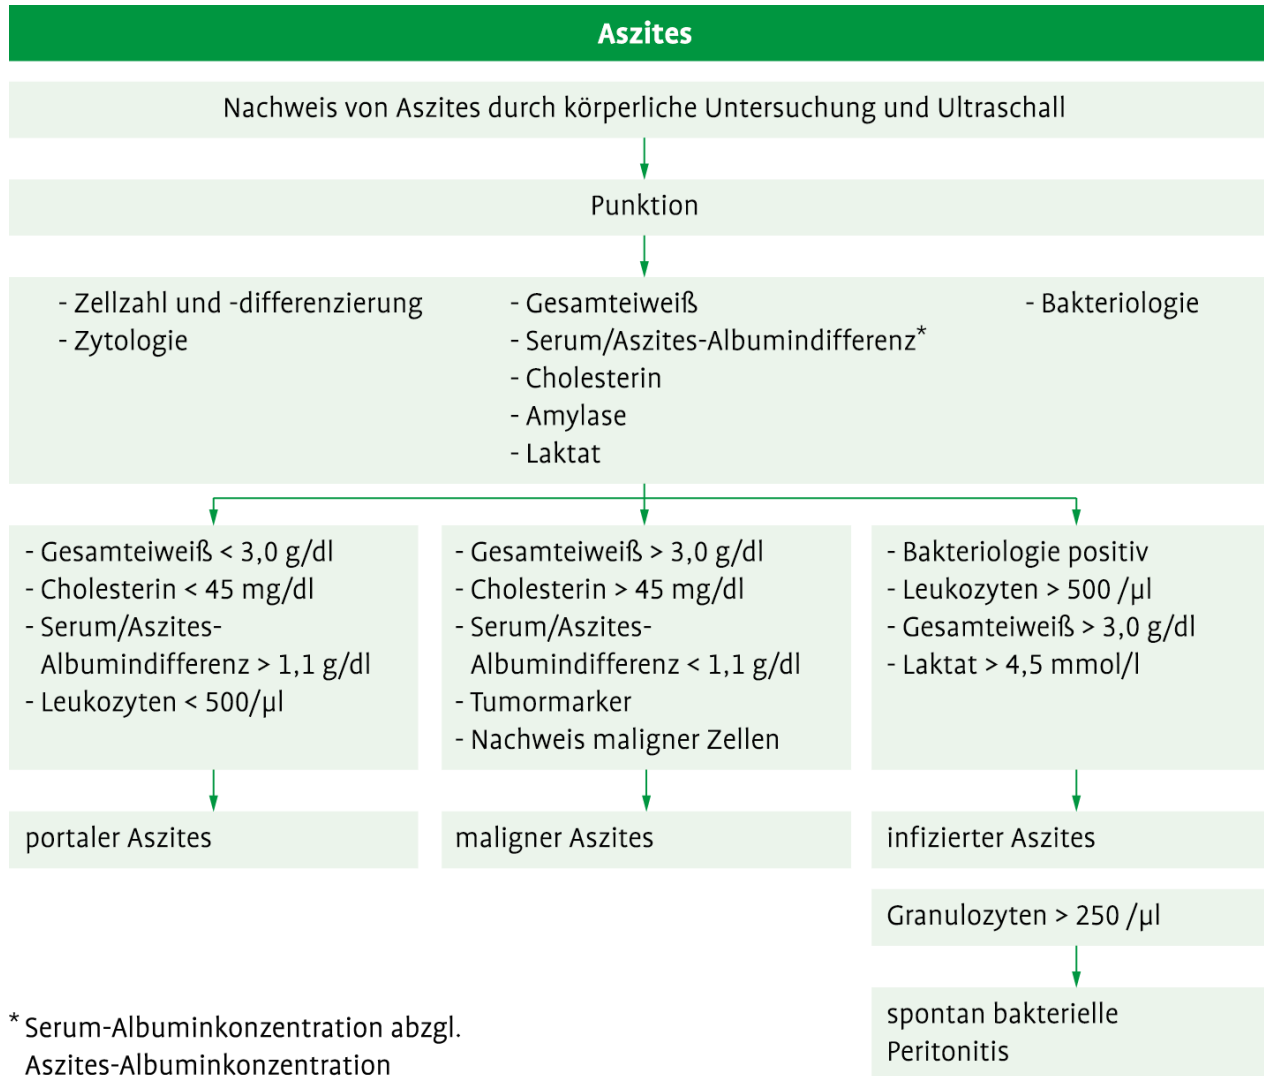 Aszites
Nachweis von Aszites durch körperliche Untersuchung und Ultraschall
Punktion
- Zellzahl und -differenzierung
- Zytologie
- Gesamteiweiß
- Serum/Aszites-Albumindifferenz*
- Cholesterin
- Amylase
- Laktat
- Bakteriologie
- Gesamteiweiß < 3,0 g/dl
- Cholesterin < 45 mg/dl
- Serum/Aszites-
Albumindifferenz > 1,1 g/dl
- Leukozyten < 500/µl
- Gesamteiweiß > 3,0 g/dl
- Cholesterin > 45 mg/dl
- Serum/Aszites-
Albumindifferenz < 1,1 g/dl
- Tumormarker
- Nachweis maligner Zellen
- Bakteriologie positiv
- Leukozyten > 500 /µl
- Gesamteiweiß > 3,0 g/dl
- Laktat > 4,5 mmol/l
portaler Aszites
maligner Aszites
infizierter Aszites
Granulozyten > 250 /µl
spontan bakterielle
Peritonitis
* Serum-Albuminkonzentration abzgl.
Aszites-Albuminkonzentration